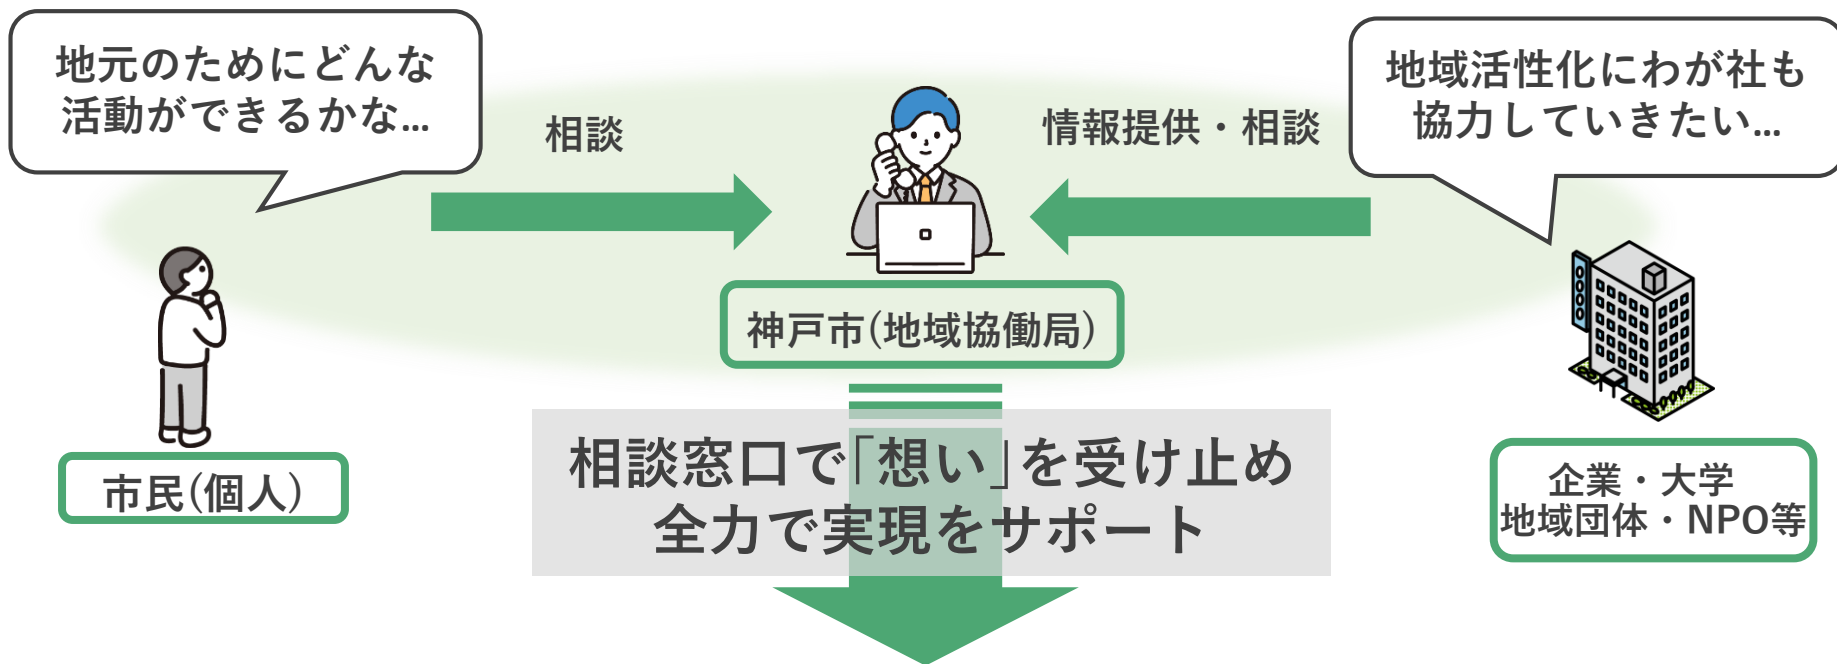 地元のためにどんな
活動ができるかな...
相談
情報提供・相談
地域活性化にわが社も
協力していきたい...
神戸市(地域協働局)
市民(個人)
企業・大学
地域団体・NPO等
相談窓口で「想い」を受け止め
全力で実現をサポート